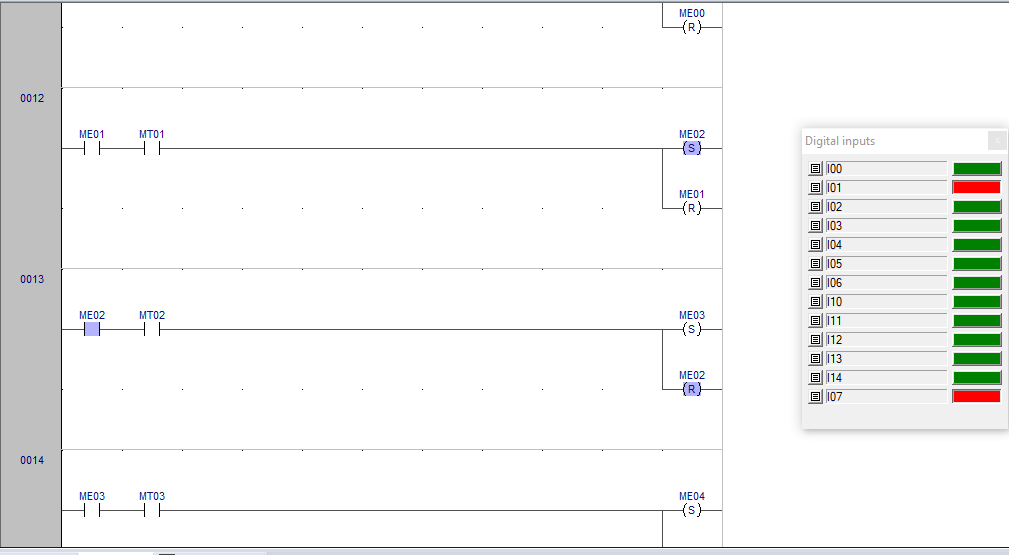 ME00
(R)
0012
ME01 MT01 ME02
(S)
ME01
(R)
0013
ME02 MT02 ME03
(S)
ME02
(R)
0014
ME03 MT03 ME04
(S)
Digital inputs
I00
I01
I02
I03
I04
I05
I06
I10
I11
I12
I13
I14
I07